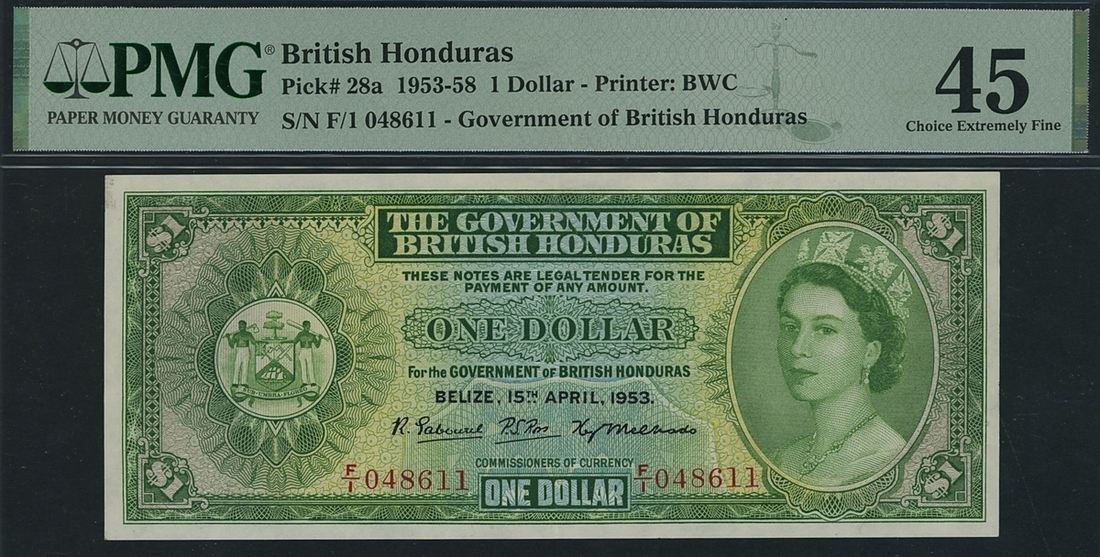 PMG®
PAPER MONEY GUARANTY
British Honduras
Pick# 28a 1953-58 1 Dollar - Printer: BWC
S/N F/1 048611 - Government of British Honduras
45
Choice Extremely Fine
$1
$1
THE GOVERNMENT OF
BRITISH HONDURAS
THESE NOTES ARE LEGAL TENDER FOR THE
PAYMENT OF ANY AMOUNT.
ONE DOLLAR
For the GOVERNMENT OF BRITISH HONDURAS
BELIZE, 15TH APRIL, 1953.
COMMISSIONERS OF CURRENCY
F/1 048611
F/1 048611
ONE DOLLAR
$1
$1